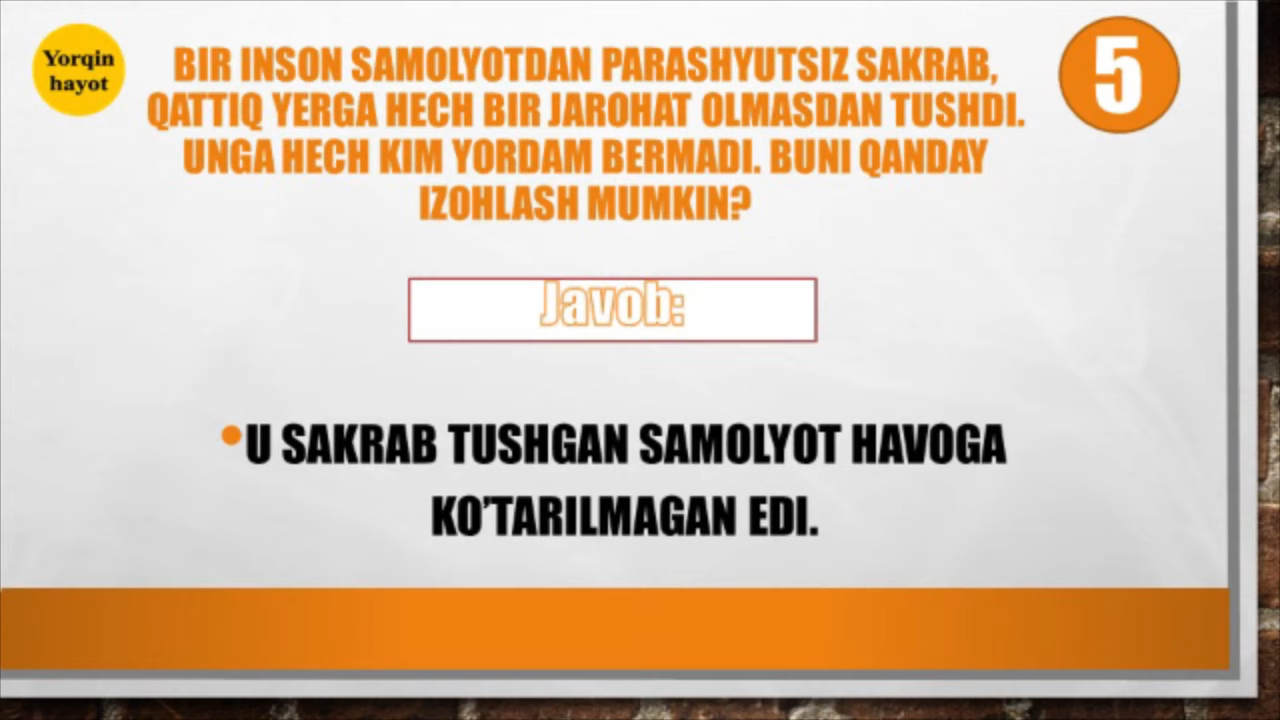 Yorqin
hayot
BIR INSON SAMOLYOTDAN PARASHYUTSIZ SAKRAB,
QATTIQ YERGA HECH BIR JAROHAT OLMASDAN TUSHDI.
UNGA HECH KIM YORDAM BERMADI. BUNI QANDAY
IZOHLASH MUMKIN?
5
Javob:
•U SAKRAB TUSHGAN SAMOLYOT HAVOGA
KO’TARILMAGAN EDI.